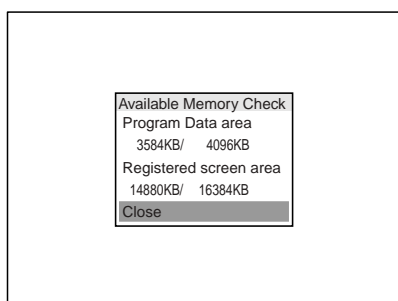 Available Memory Check
Program Data area
3584KB/ 4096KB
Registered screen area
14880KB/ 16384KB
Close